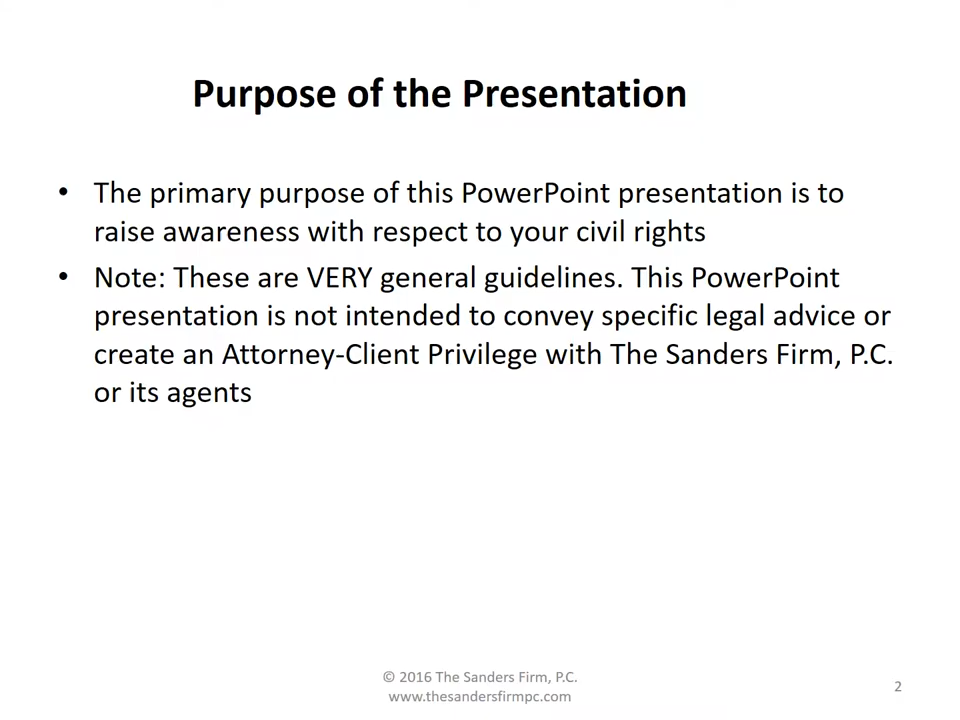 Purpose of the Presentation
• The primary purpose of this PowerPoint presentation is to
raise awareness with respect to your civil rights
• Note: These are VERY general guidelines. This PowerPoint
presentation is not intended to convey specific legal advice or
create an Attorney-Client Privilege with The Sanders Firm, P.C.
or its agents
© 2016 The Sanders Firm, P.C.
www.thesandersfirmpc.com
2